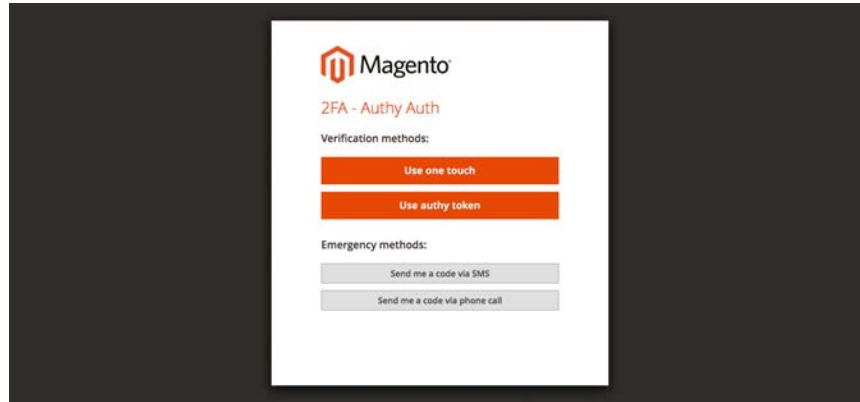 Magento
2FA - Authy Auth
Verification methods:
Use one touch
Use authy token
Emergency methods:
Send me a code via SMS
Send me a code via phone call